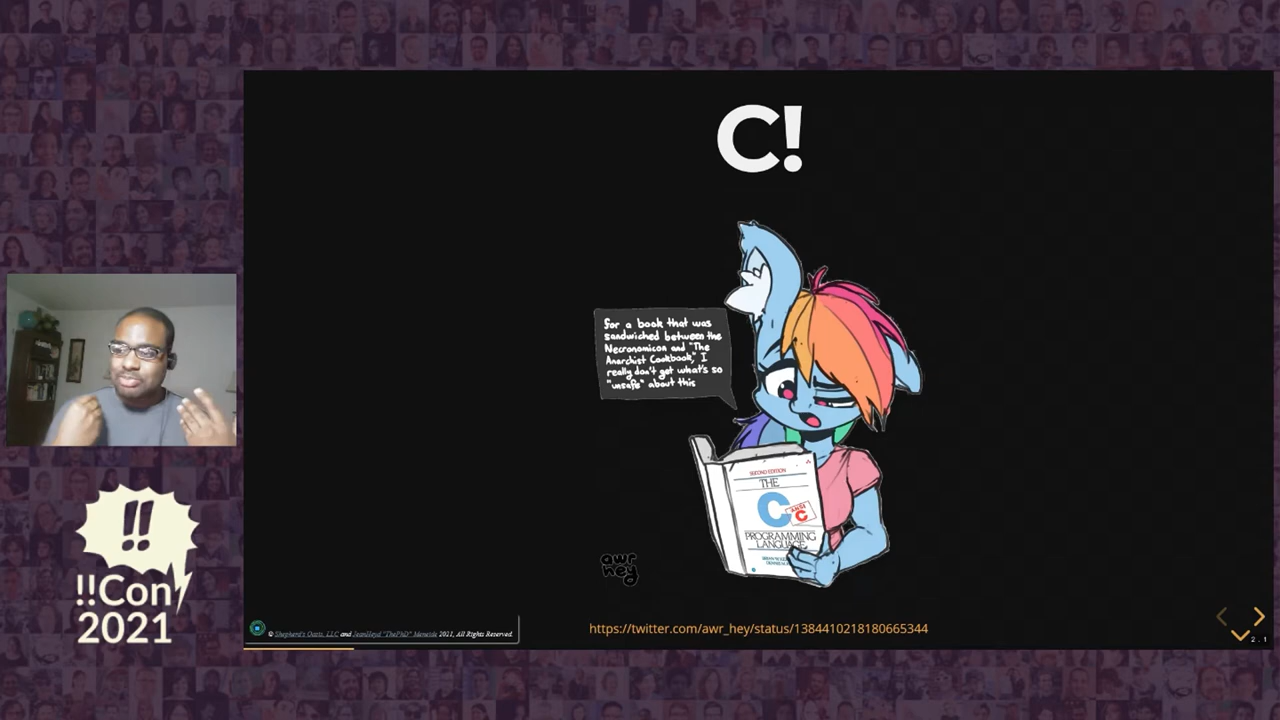 C!
for a book that was
sandwiched between the
Necronomicon and "The
Anarchist Cookbook," I
really don't get what's so
"unsafe" about this
SECOND EDITION
THE
C
ANSI
C
PROGRAMMING
LANGUAGE
awr
hey
!!
!!Con
2021
© Shepherd's Oasis, LLC and JeanHeyd "ThePhD" Meneide 2021, All Rights Reserved.
https://twitter.com/awr_hey/status/1384410218180665344
2.1